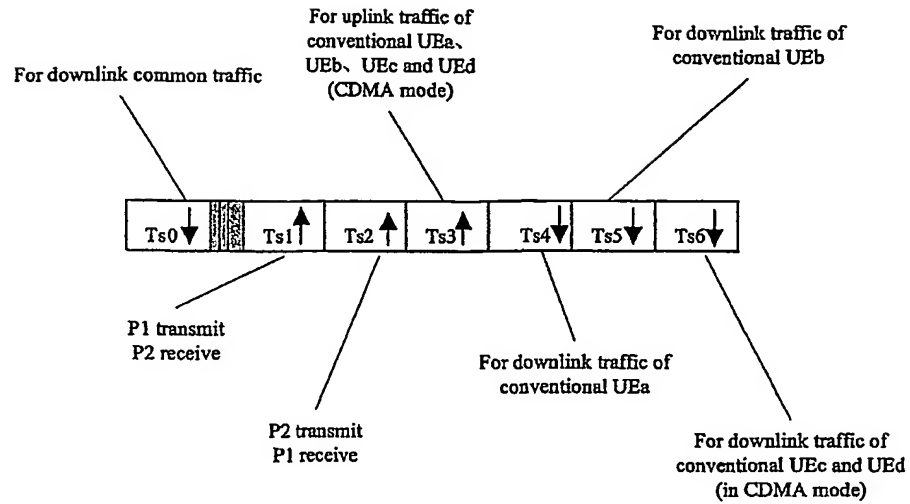 For uplink traffic of
conventional UEa、
UEb、UEc and UEd
(CDMA mode)
For downlink traffic of
conventional UEb
For downlink common traffic
Ts0
Ts1
Ts2
Ts3
Ts4
Ts5
Ts6
P1 transmit
P2 receive
For downlink traffic of
conventional UEa
P2 transmit
P1 receive
For downlink traffic of
conventional UEc and UEd
(in CDMA mode)